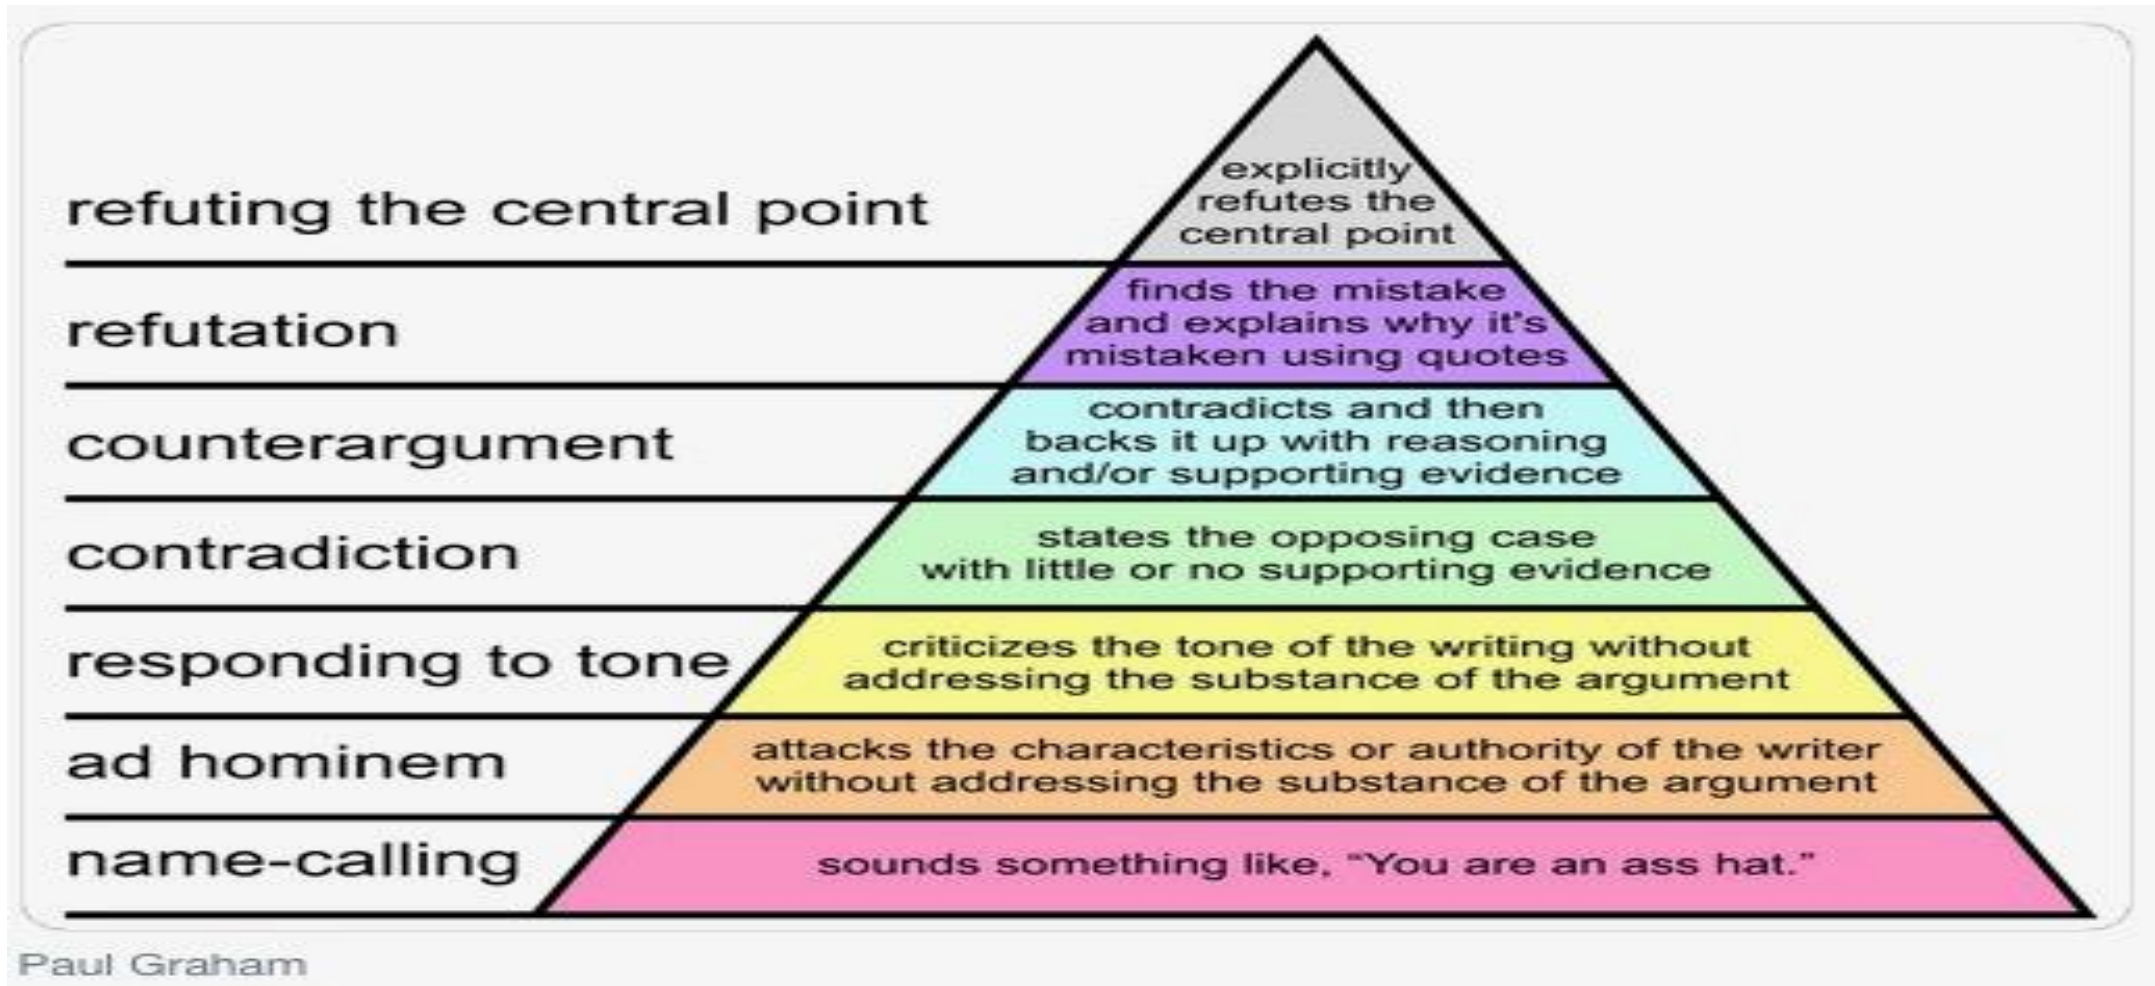 refuting the central point
explicitly
refutes the
central point
refutation
finds the mistake
and explains why it's
mistaken using quotes
counterargument
contradicts and then
backs it up with reasoning
and/or supporting evidence
contradiction
states the opposing case
with little or no supporting evidence
responding to tone
criticizes the tone of the writing without
addressing the substance of the argument
ad hominem
attacks the characteristics or authority of the writer
without addressing the substance of the argument
name-calling
sounds something like, “You are an ass hat.”
Paul Graham